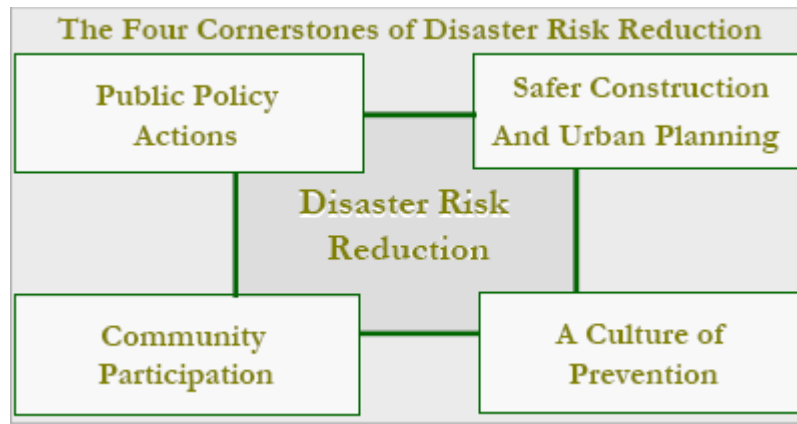 The Four Cornerstones of Disaster Risk Reduction
Public Policy
Actions
Safer Construction
And Urban Planning
Disaster Risk
Reduction
Community
Participation
A Culture of
Prevention